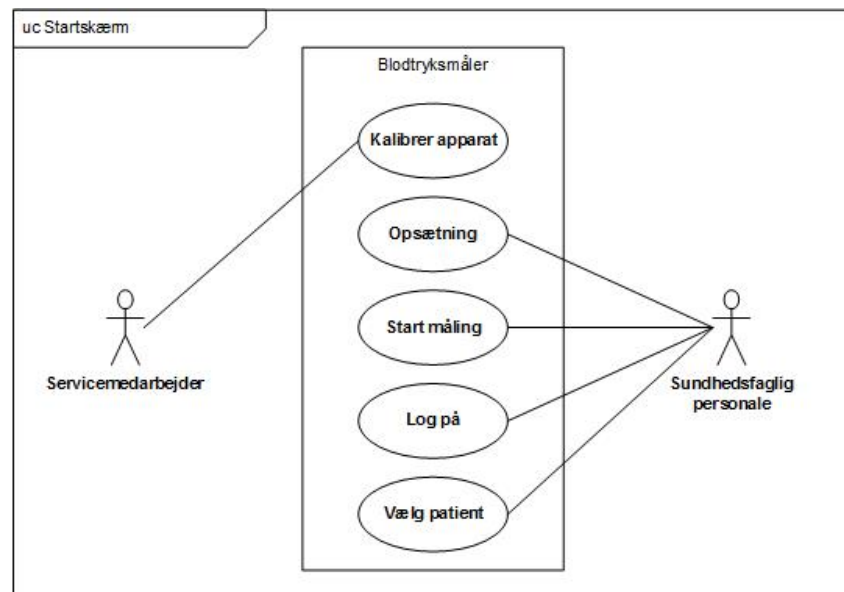 uc Startskærm
Blodtryksmåler
Kalibrer apparat
Opsætning
Start måling
Log på
Vælg patient
Servicemedarbejder
Sundhedsfaglig
personale